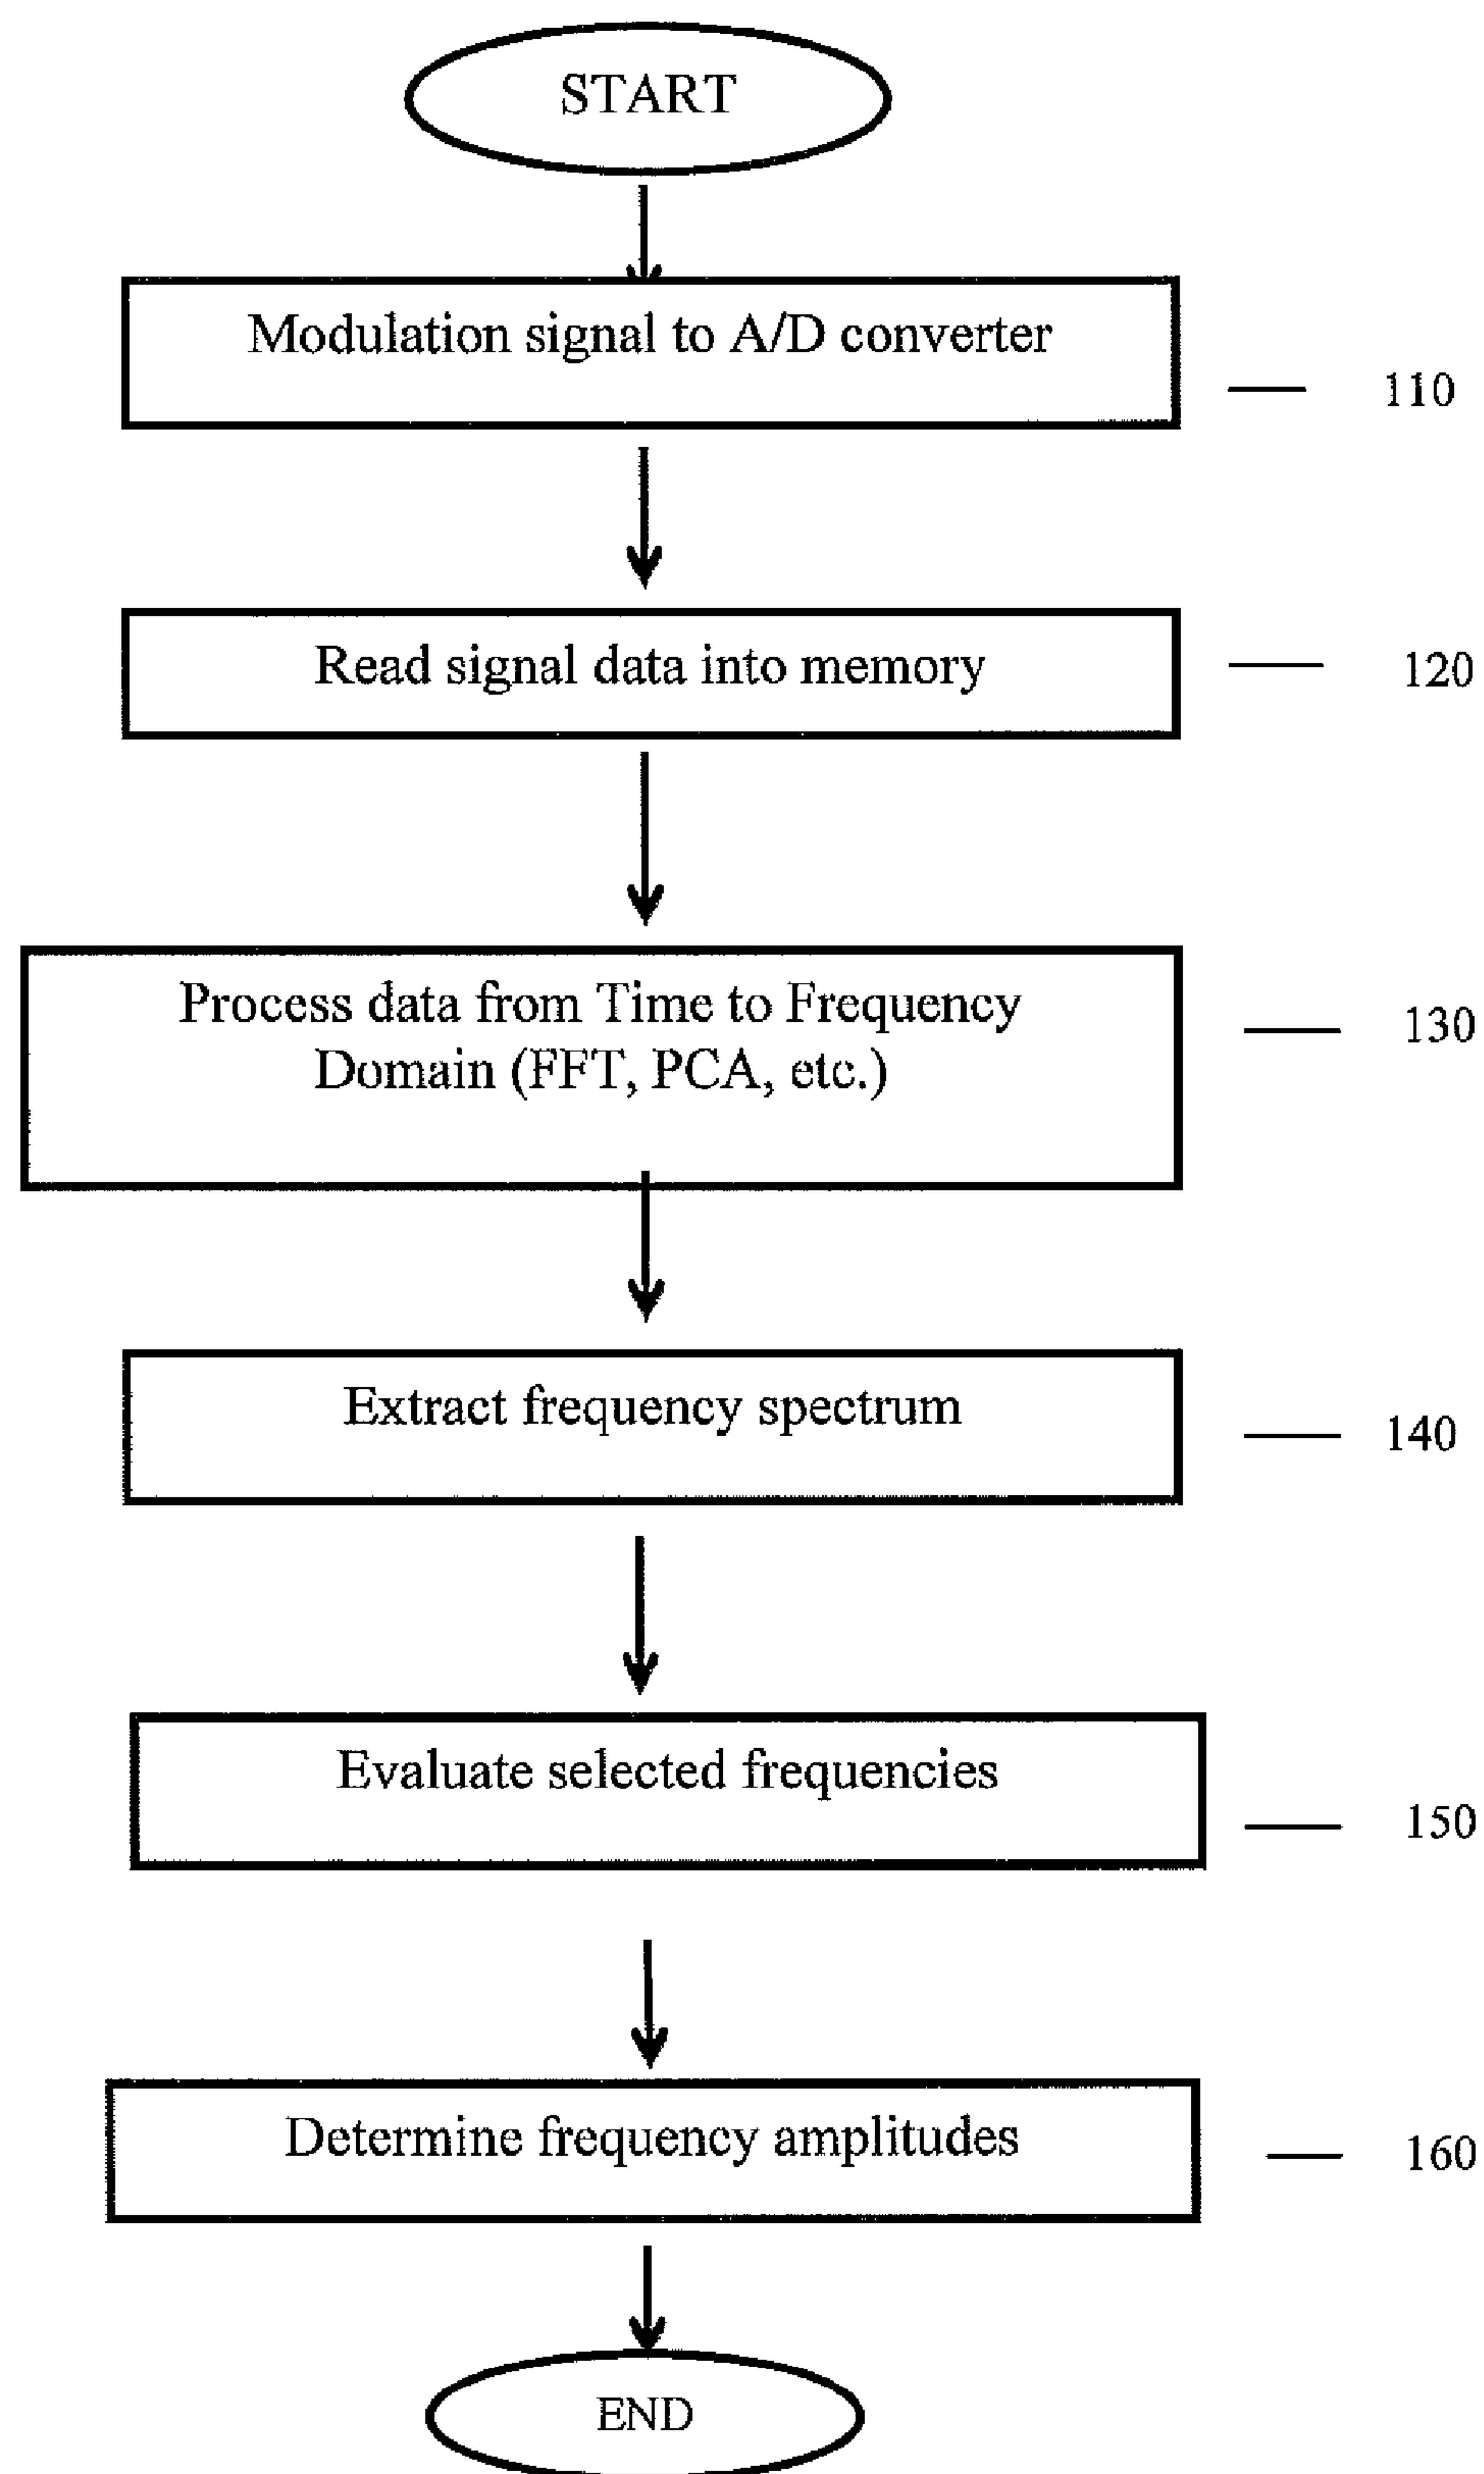 START
Modulation signal to A/D converter
110
Read signal data into memory
120
Process data from Time to Frequency
Domain (FFT, PCA, etc.)
130
Extract frequency spectrum
140
Evaluate selected frequencies
150
Determine frequency amplitudes
160
END